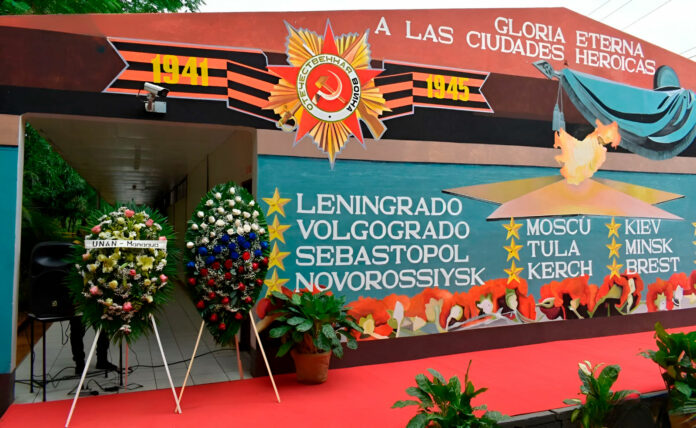 GLORIA ETERNA
A LAS CIUDADES HEROICAS
1941
1945
ОТЕЧЕСТВЕННАЯ ВОЙНА
UNAN - Managua
LENINGRADO
VOLGOGRADO
SEBASTOPOL
NOVOROSSIYSK
MOSCÚ
TULA
KERCH
KIEV
MINSK
BREST